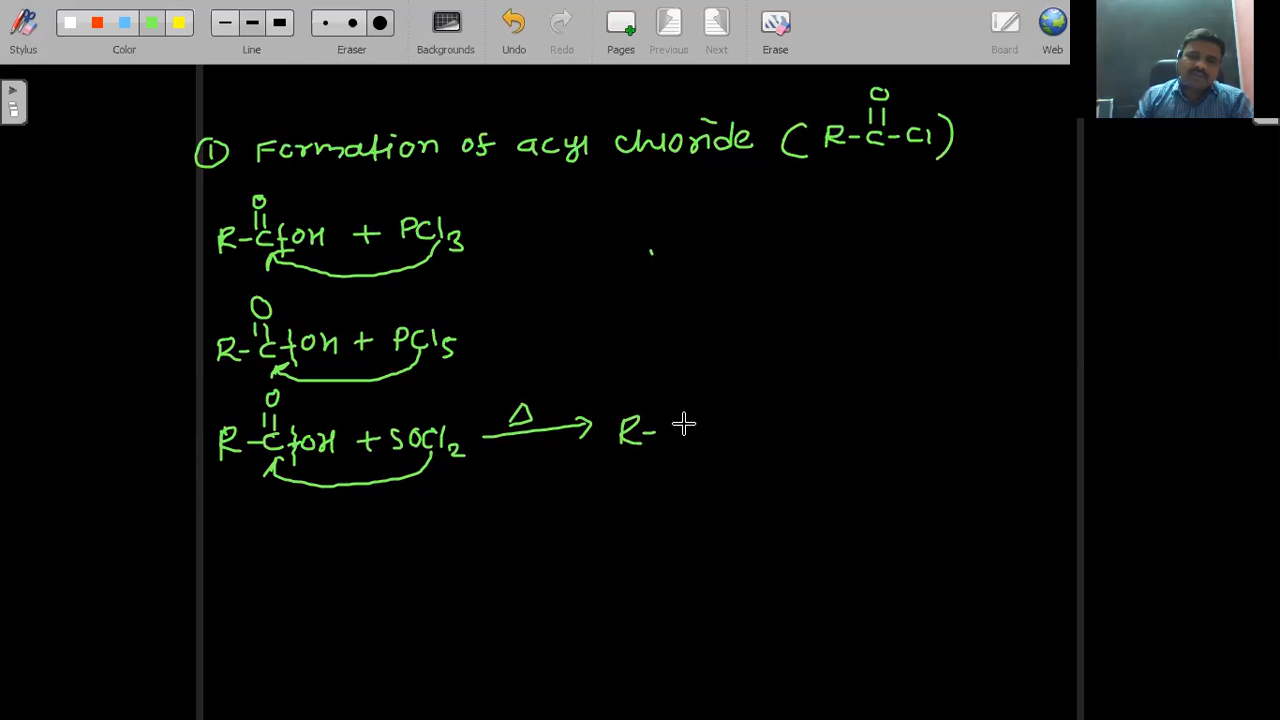 Stylus Color Line Eraser Backgrounds Undo Redo Pages Previous Next Erase Board Web
① Formation of acyl chloride (R-C-Cl)
O
O
R-C-OH + PCl3
O
R-C-OH + PCl5
O
R-C-OH + SOCl2 Δ → R-